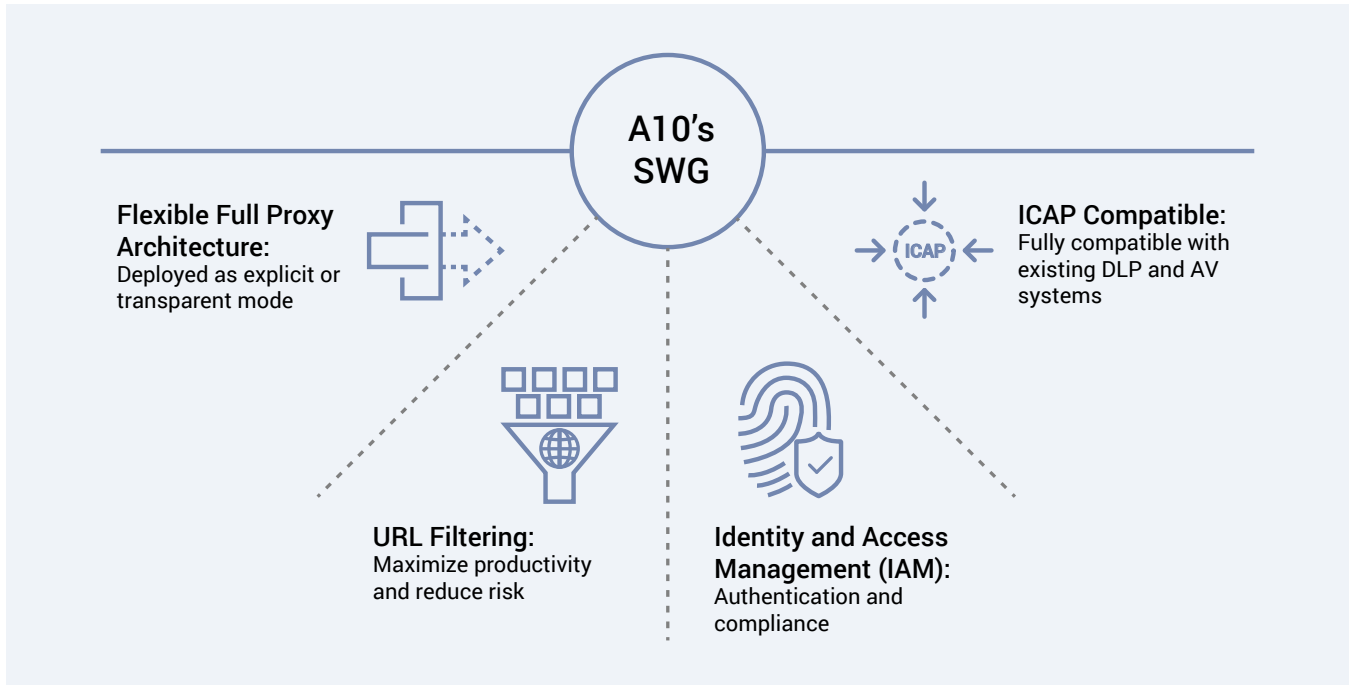 A10's
SWG
Flexible Full Proxy
Architecture:
Deployed as explicit or
transparent mode
ICAP
ICAP Compatible:
Fully compatible with
existing DLP and AV
systems
URL Filtering:
Maximize productivity
and reduce risk
Identity and Access
Management (IAM):
Authentication and
compliance